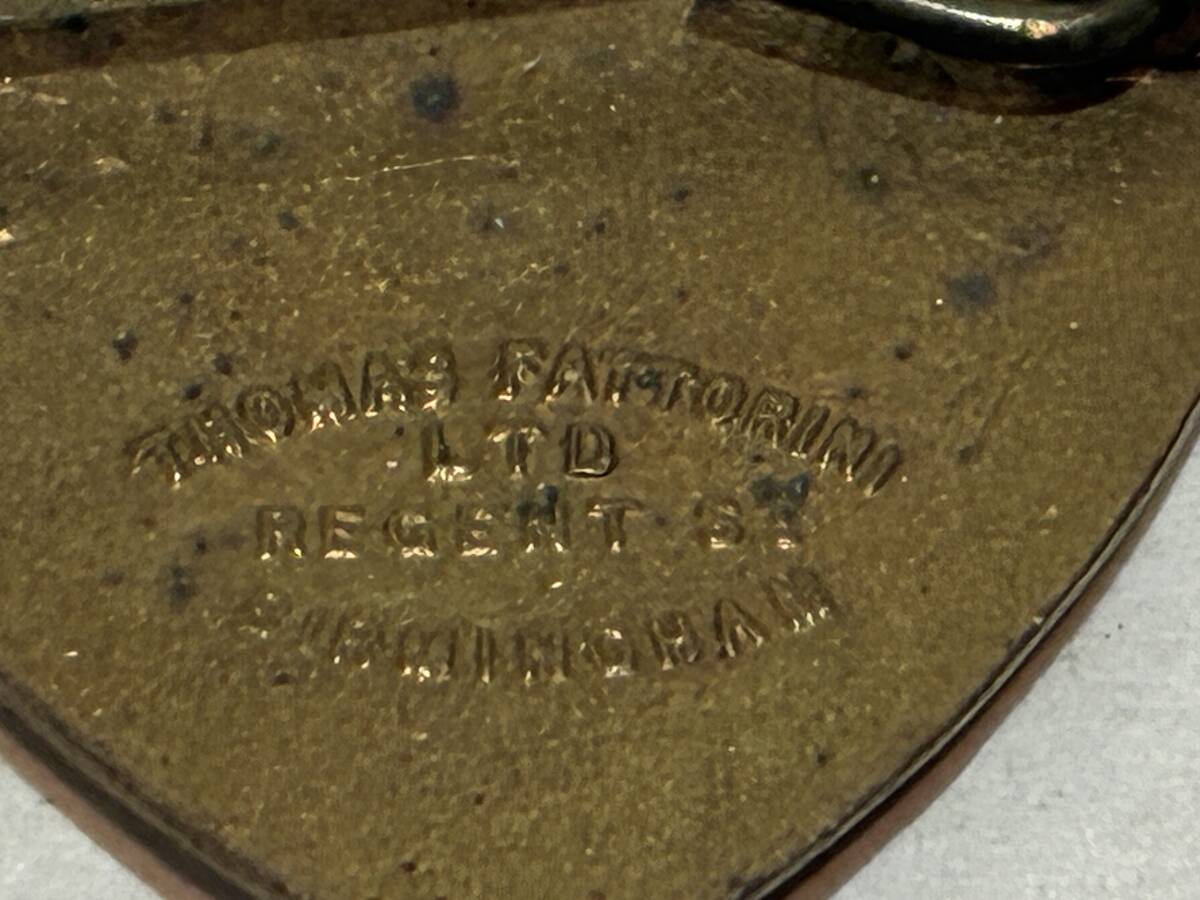 THOMAS FATTORINI
LTD
REGENT ST
BIRMINGHAM